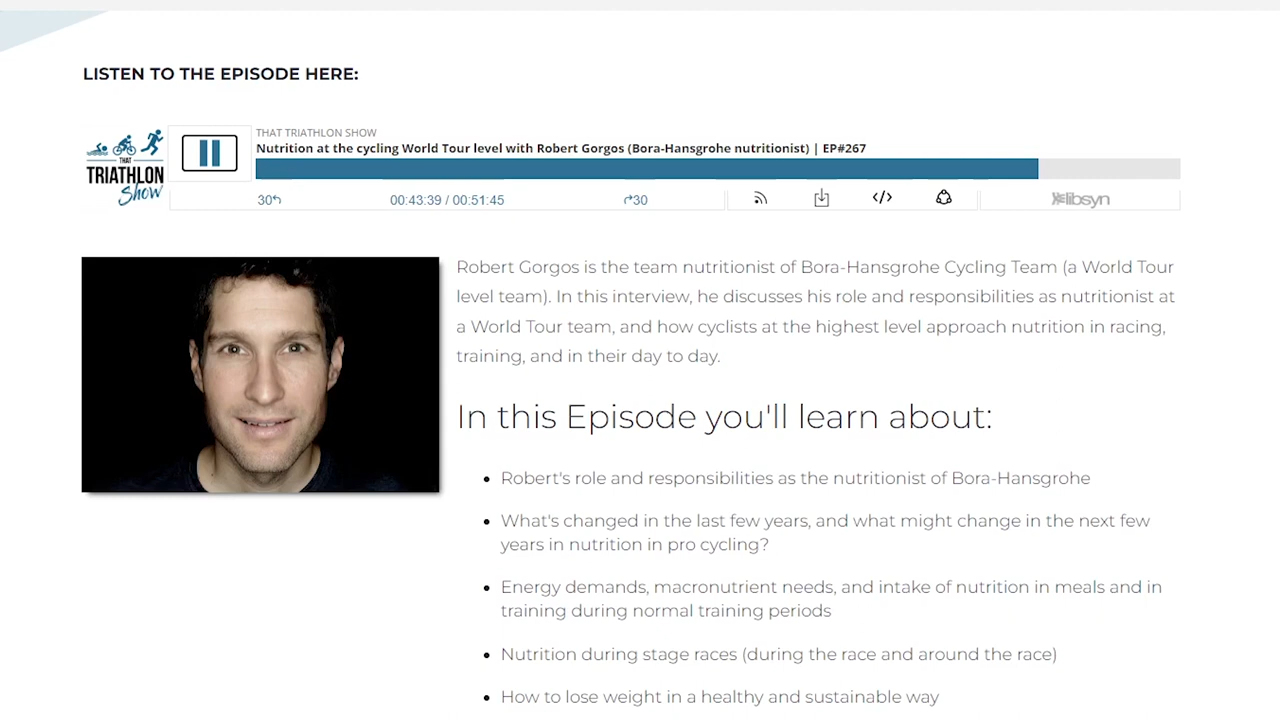 LISTEN TO THE EPISODE HERE:
THAT TRIATHLON SHOW
Nutrition at the cycling World Tour level with Robert Gorgos (Bora-Hansgrohe nutritionist) | EP#267
THAT
TRIATHLON
Show
30
00:43:39 / 00:51:45
30
</>
libsyn
Robert Gorgos is the team nutritionist of Bora-Hansgrohe Cycling Team (a World Tour
level team). In this interview, he discusses his role and responsibilities as nutritionist at
a World Tour team, and how cyclists at the highest level approach nutrition in racing,
training, and in their day to day.
In this Episode you'll learn about:
• Robert's role and responsibilities as the nutritionist of Bora-Hansgrohe
• What's changed in the last few years, and what might change in the next few
years in nutrition in pro cycling?
• Energy demands, macronutrient needs, and intake of nutrition in meals and in
training during normal training periods
• Nutrition during stage races (during the race and around the race)
• How to lose weight in a healthy and sustainable way